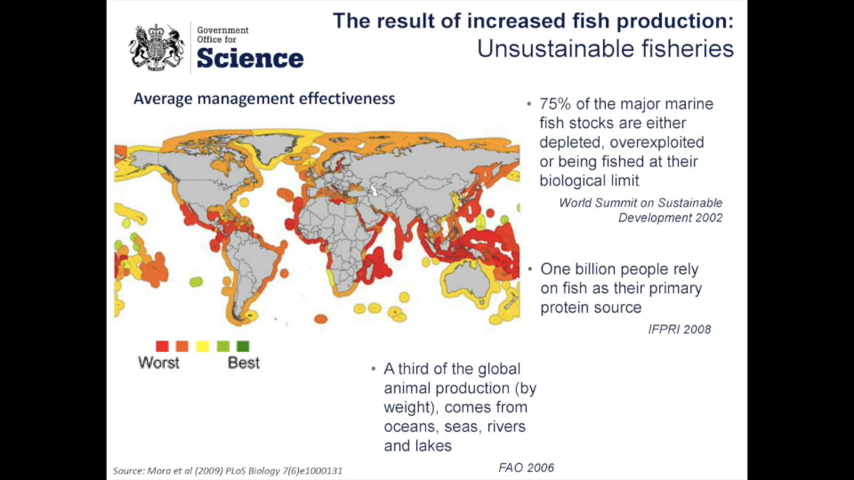 Government
Office for
Science
The result of increased fish production:
Unsustainable fisheries
Average management effectiveness
• 75% of the major marine
fish stocks are either
depleted, overexploited
or being fished at their
biological limit
World Summit on Sustainable
Development 2002
• One billion people rely
on fish as their primary
protein source
IFPRI 2008
Worst Best
• A third of the global
animal production (by
weight), comes from
oceans, seas, rivers
and lakes
FAO 2006
Source: Mora et al (2009) PLoS Biology 7(6)e1000131